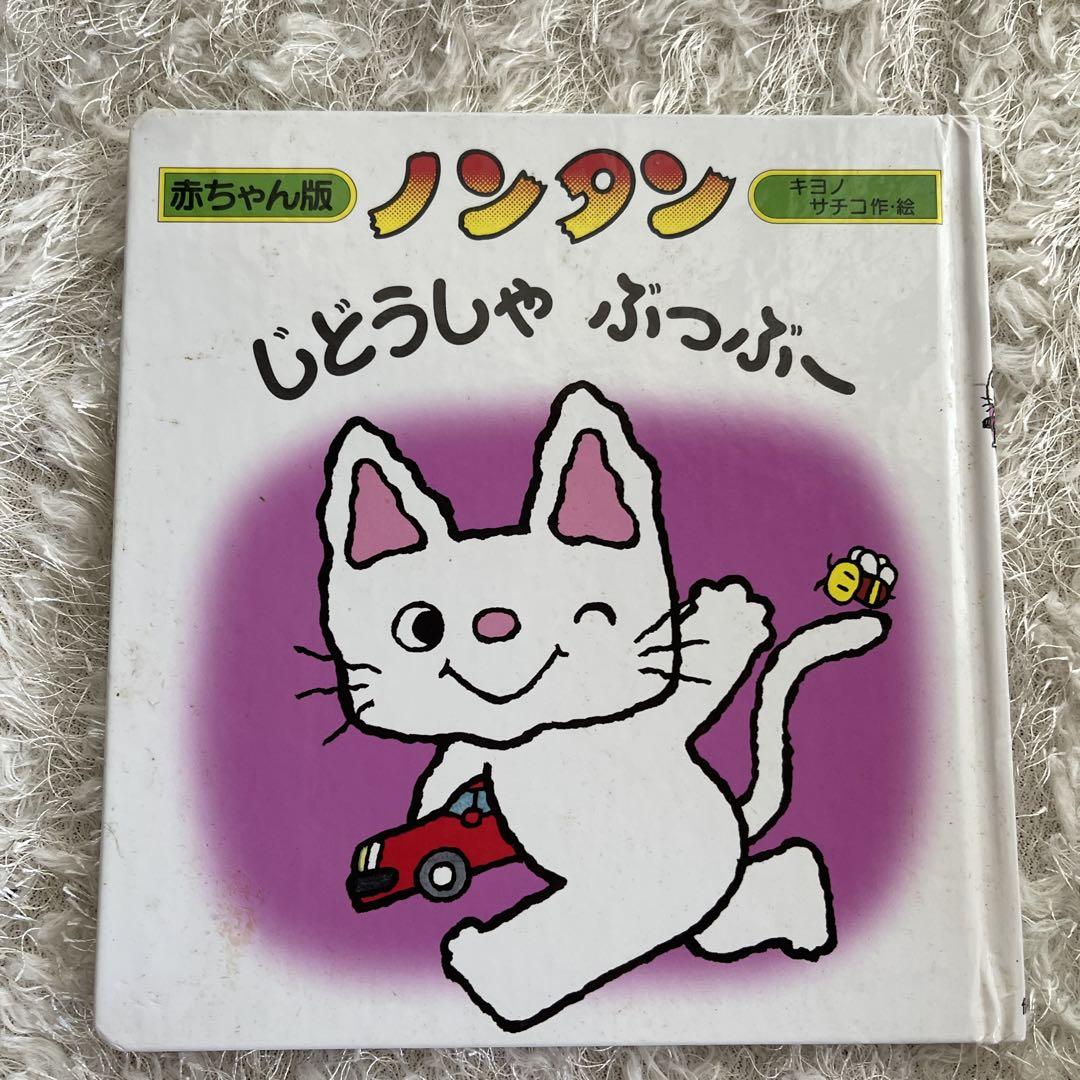 赤ちゃん版
ノンタン
キヨノ
サチコ作・絵
じどうしゃ ぶっぶー